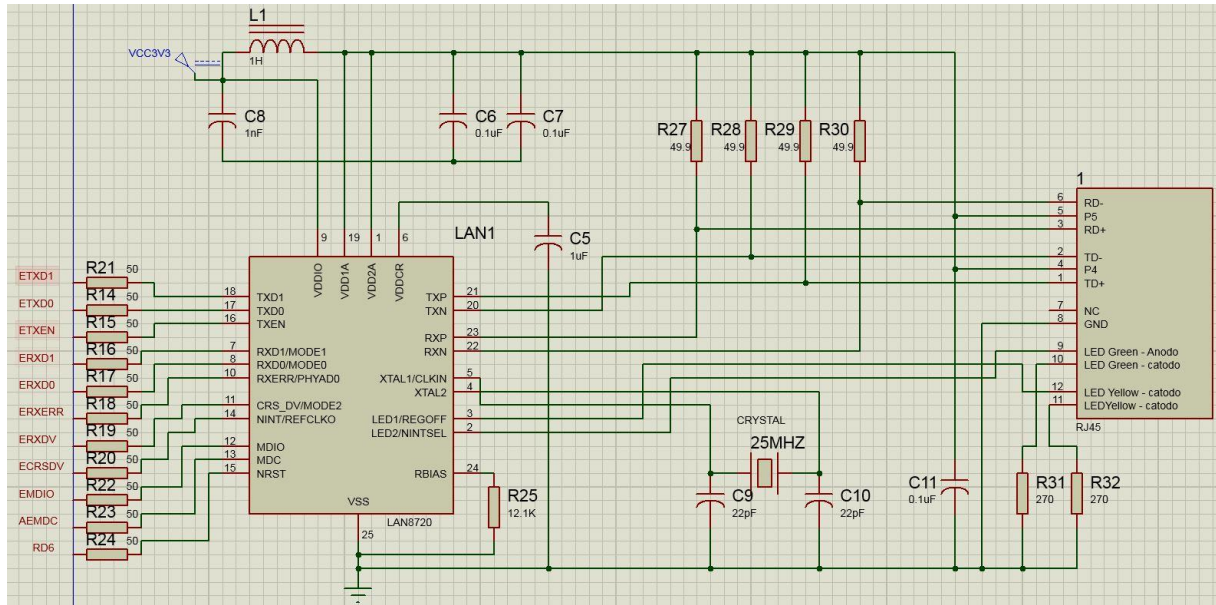 L1
1H
VCC3V3
C8
1nF
C6
0.1uF
C7
0.1uF
R27
49.9
R28
49.9
R29
49.9
R30
49.9
1
6 RD-
5 P5
3 RD+
2 TD-
4 P4
1 TD+
7 NC
8 GND
9 LED Green - Anodo
10 LED Green - catodo
12 LED Yellow - catodo
11 LEDYellow - catodo
RJ45
9 19 1 6
VDDIO VDD1A VDD2A VDDCR
LAN1
C5
1uF
ETXD1 R21 50
ETXD0 R14 50
ETXEN R15 50
ERXD1 R16 50
ERXD0 R17 50
ERXERR R18 50
ERXDV R19 50
ECRSDV R20 50
EMDIO R22 50
AEMDC R23 50
RD6 R24 50
18 TXD1
17 TXD0
16 TXEN
7 RXD1/MODE1
8 RXD0/MODE0
10 RXERR/PHYAD0
11 CRS_DV/MODE2
14 NINT/REFCLKO
12 MDIO
13 MDC
15 NRST
TXP 21
TXN 20
RXP 23
RXN 22
XTAL1/CLKIN 5
XTAL2 4
LED1/REGOFF 3
LED2/NINTSEL 2
RBIAS 24
VSS
25
LAN8720
R25
12.1K
CRYSTAL
25MHZ
C9
22pF
C10
22pF
C11
0.1uF
R31
270
R32
270